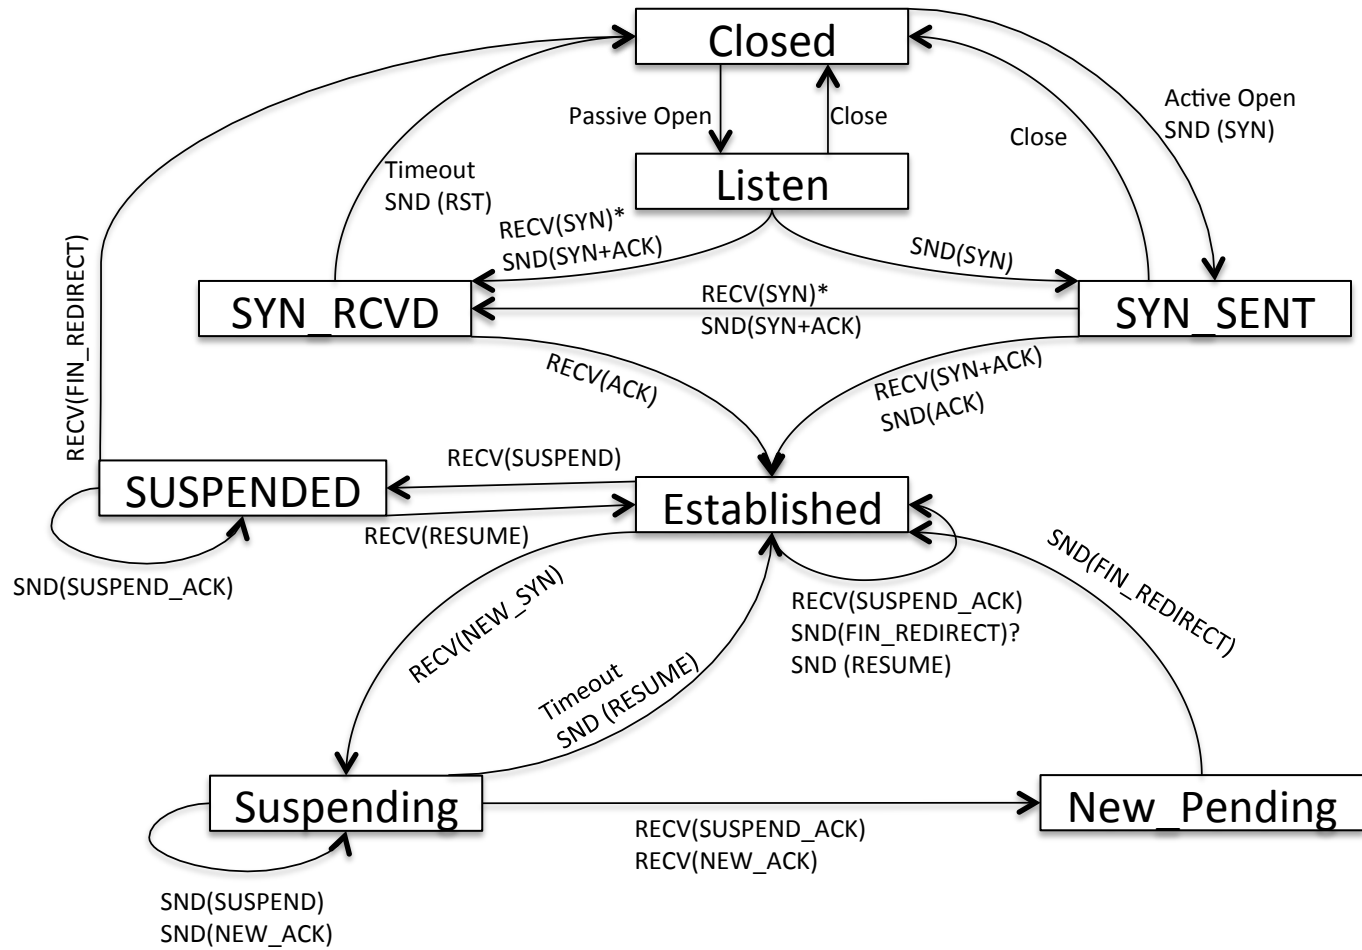 Closed
Active Open
SND (SYN)
Passive Open
Close
Close
Timeout
SND (RST)
Listen
RECV(SYN)*
SND(SYN+ACK)
SND(SYN)
RECV(FIN_REDIRECT)
SYN_RCVD
RECV(SYN)*
SND(SYN+ACK)
SYN_SENT
RECV(ACK)
RECV(SYN+ACK)
SND(ACK)
RECV(SUSPEND)
SUSPENDED
Established
RECV(RESUME)
SND(SUSPEND_ACK)
RECV(NEW_SYN)
RECV(SUSPEND_ACK)
SND(FIN_REDIRECT)?
SND (RESUME)
SND(FIN_REDIRECT)
Timeout
SND (RESUME)
Suspending
New_Pending
RECV(SUSPEND_ACK)
RECV(NEW_ACK)
SND(SUSPEND)
SND(NEW_ACK)